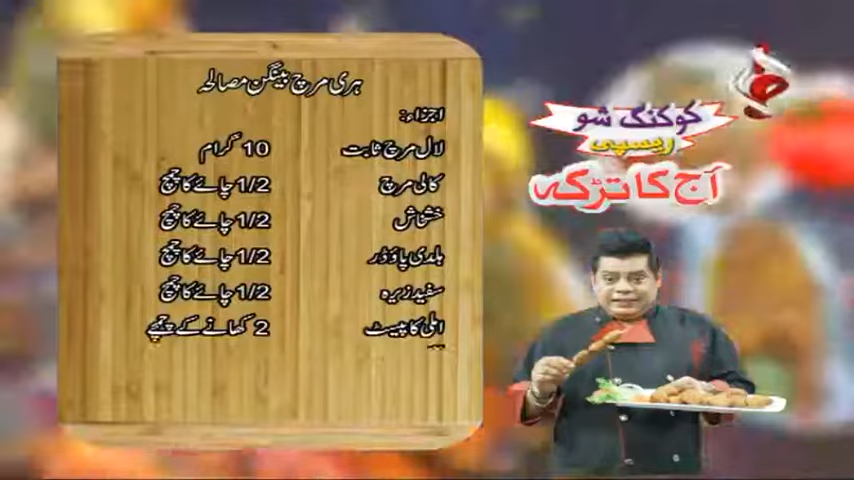 ہری مرچ بینگن مصالحہ
اجزاء:
لال مرچ ثابت 10 گرام
کالی مرچ 1/2 چائے کا چمچ
خشخاش 1/2 چائے کا چمچ
ہلدی پاؤڈر 1/2 چائے کا چمچ
سفید زیرہ 1/2 چائے کا چمچ
املی کا پیسٹ 2 کھانے کے چمچے
کوکنگ شو
ریسیپی
آج کا تڑکہ